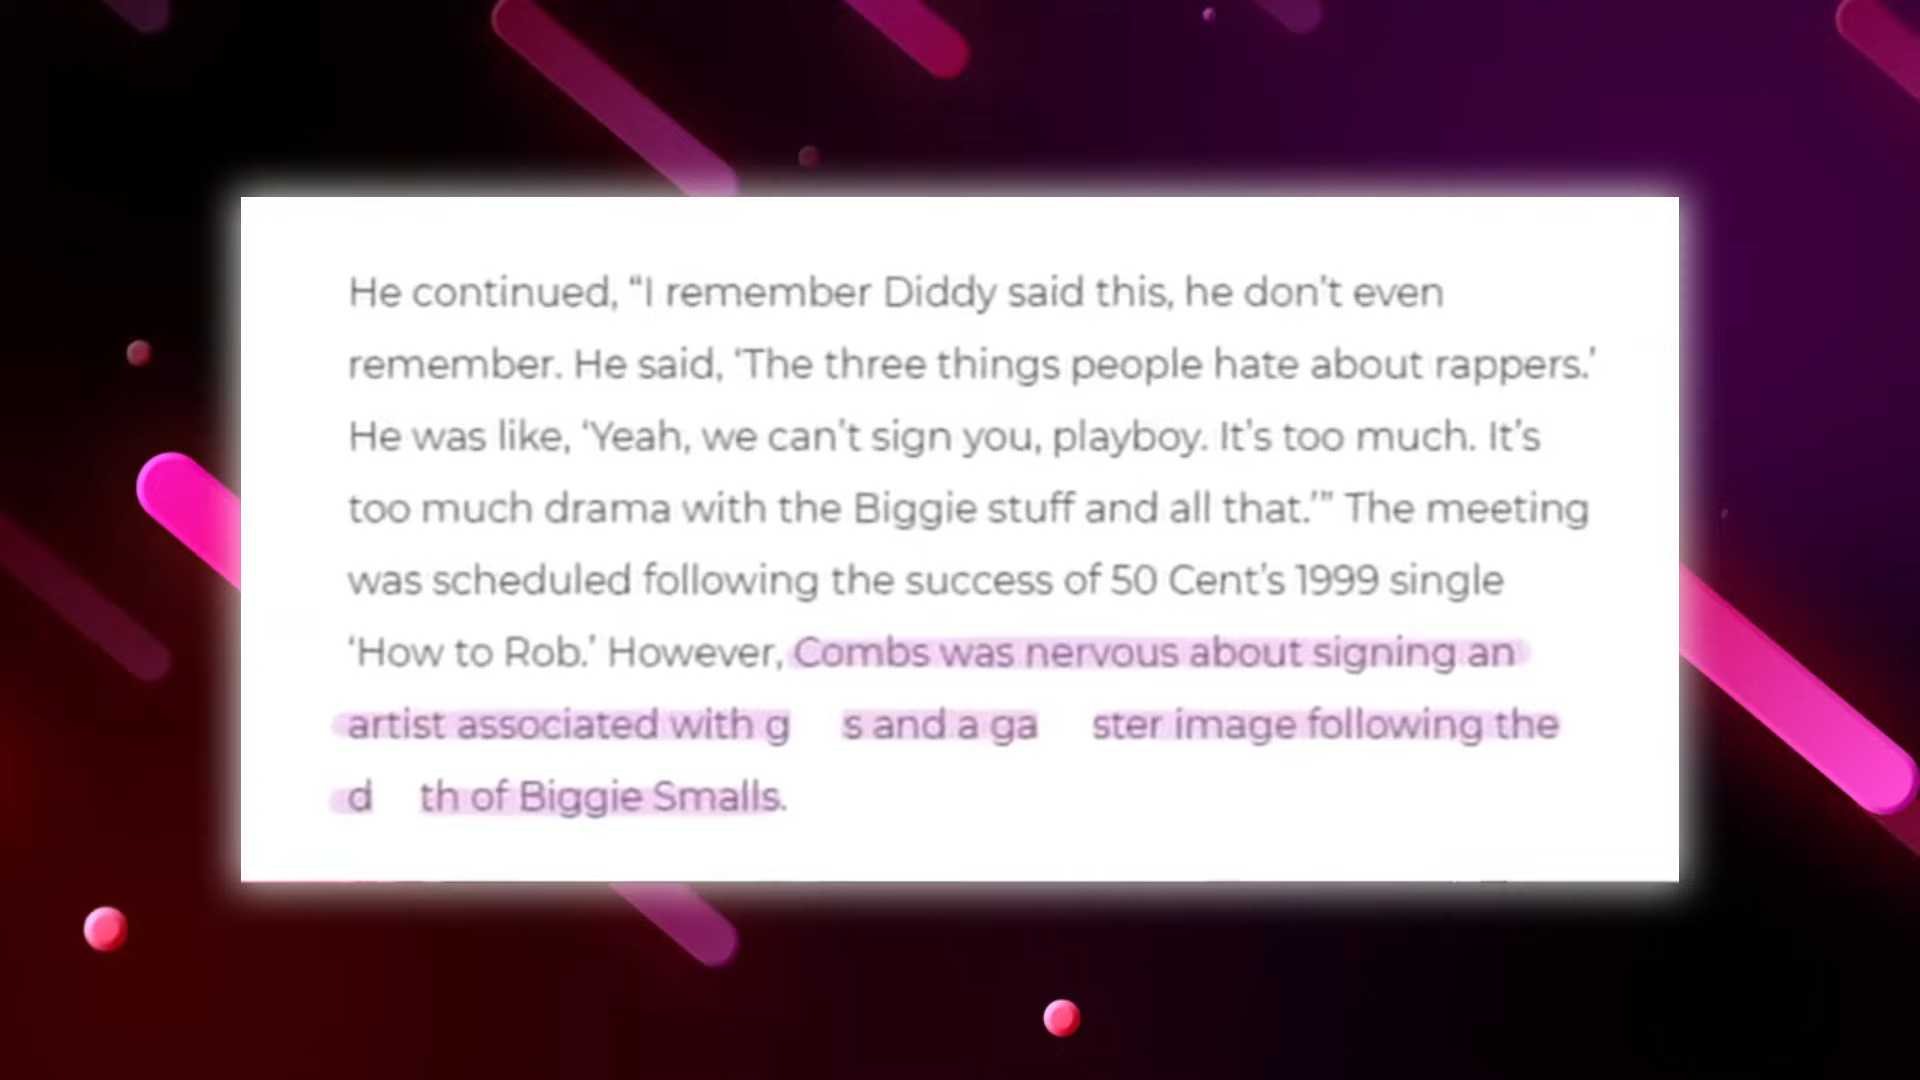 He continued, “I remember Diddy said this, he don’t even
remember. He said, ‘The three things people hate about rappers.’
He was like, ‘Yeah, we can’t sign you, playboy. It’s too much. It’s
too much drama with the Biggie stuff and all that.’” The meeting
was scheduled following the success of 50 Cent’s 1999 single
‘How to Rob.’ However, Combs was nervous about signing an
artist associated with g s and a ga ster image following the
d th of Biggie Smalls.